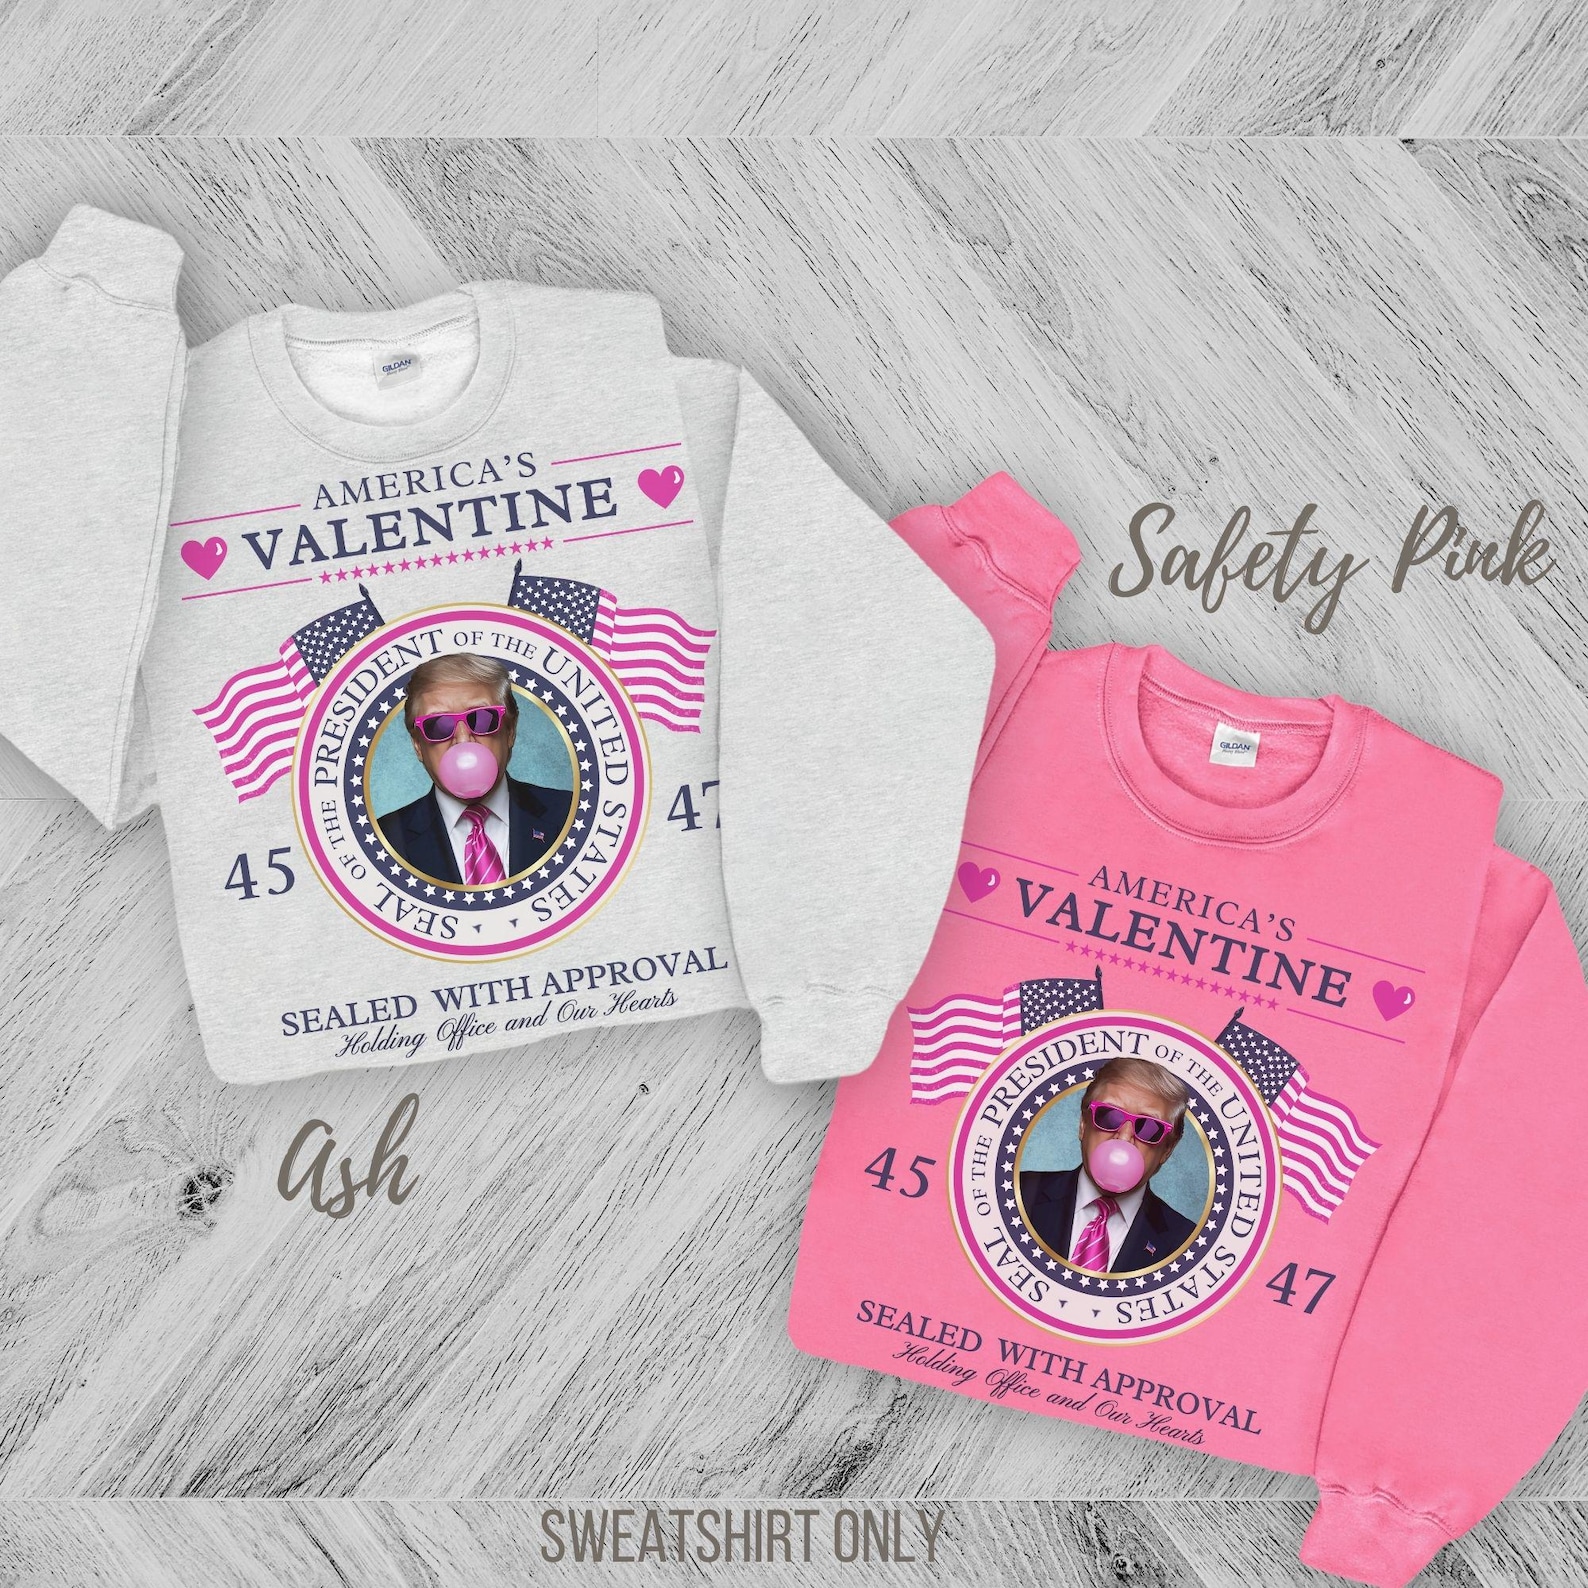 GILDAN
AMERICA'S
VALENTINE
SEAL OF THE PRESIDENT OF THE UNITED STATES
45
47
SEALED WITH APPROVAL
Holding Office and Our Hearts
Ash
Safety Pink
GILDAN
AMERICA'S
VALENTINE
SEAL OF THE PRESIDENT OF THE UNITED STATES
45
47
SEALED WITH APPROVAL
Holding Office and Our Hearts
SWEATSHIRT ONLY